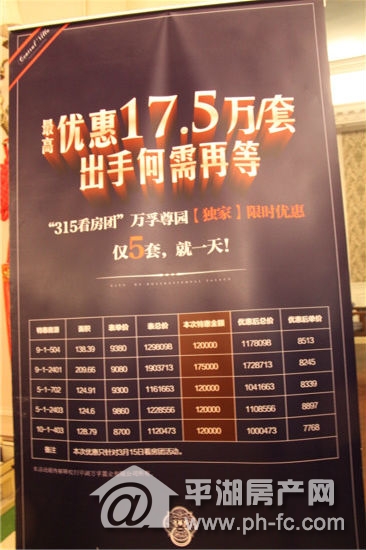 Central Villa
最高优惠17.5万/套
出手何需再等
“315看房团”万孚尊园【独家】限时优惠
仅5套，就一天!
特惠房源 面积 表单价 表总价 本次特惠金额 优惠后总价 优惠后单价
9-1-504 138.39 9380 1298098 120000 1178098 8513
9-1-2401 209.66 9080 1903713 175000 1728713 8245
5-1-702 124.91 9300 1161663 120000 1041663 8339
5-1-2403 124.6 9860 1228556 120000 1108556 8897
10-1-403 128.79 8700 1120473 120000 1000473 7768
备注 本次优惠只针对3月15日看房团活动。
平湖房产网
www.ph-fc.com